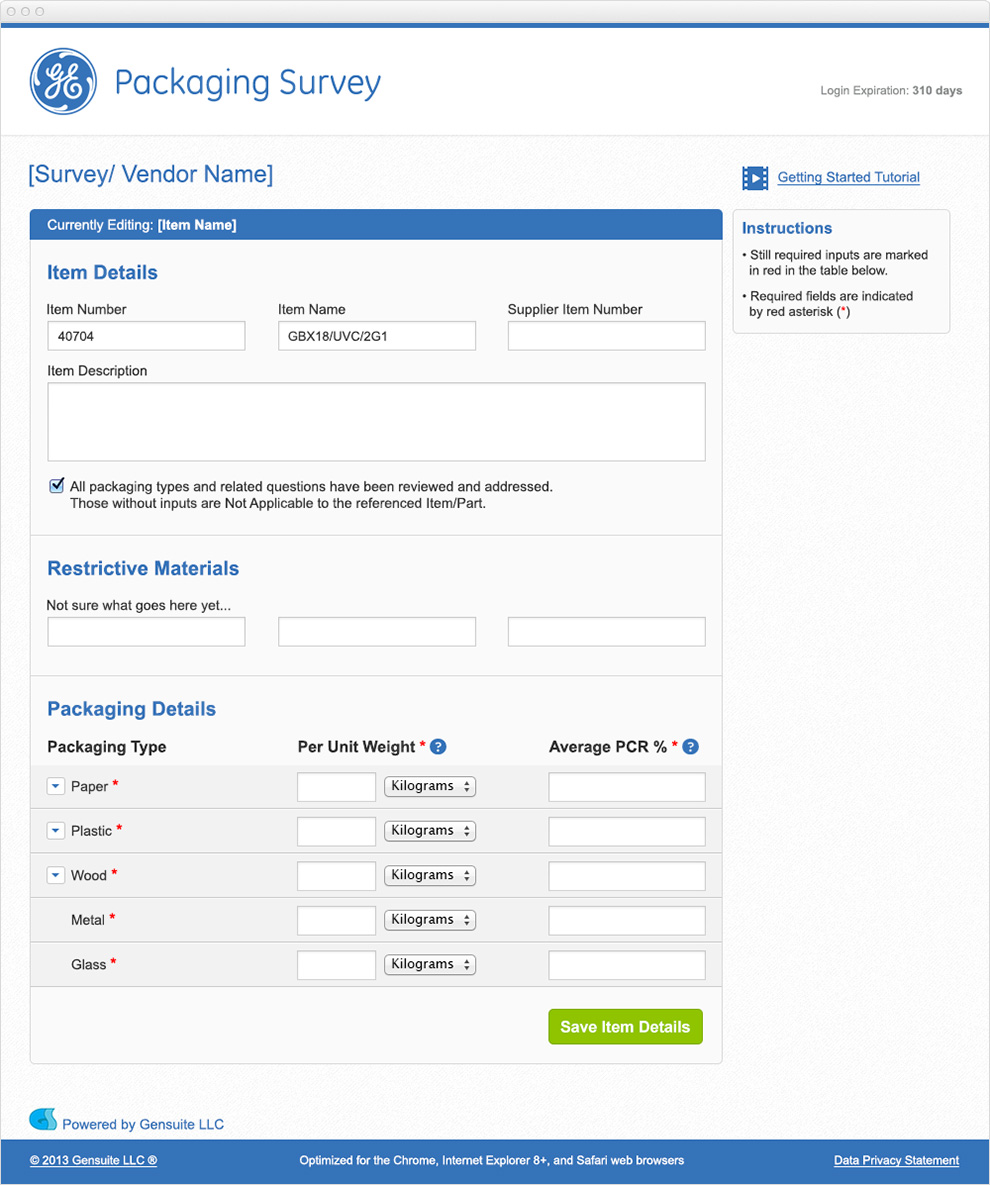 GE
Packaging Survey
Login Expiration: 310 days
[Survey/ Vendor Name]
Getting Started Tutorial
Currently Editing: [Item Name]
Instructions
• Still required inputs are marked
in red in the table below.
• Required fields are indicated
by red asterisk (*)
Item Details
Item Number
Item Name
Supplier Item Number
40704
GBX18/UVC/2G1
Item Description
All packaging types and related questions have been reviewed and addressed.
Those without inputs are Not Applicable to the referenced Item/Part.
Restrictive Materials
Not sure what goes here yet...
Packaging Details
Packaging Type
Per Unit Weight * ?
Average PCR % * ?
Paper *
Kilograms
Plastic *
Kilograms
Wood *
Kilograms
Metal *
Kilograms
Glass *
Kilograms
Save Item Details
Powered by Gensuite LLC
© 2013 Gensuite LLC ®
Optimized for the Chrome, Internet Explorer 8+, and Safari web browsers
Data Privacy Statement